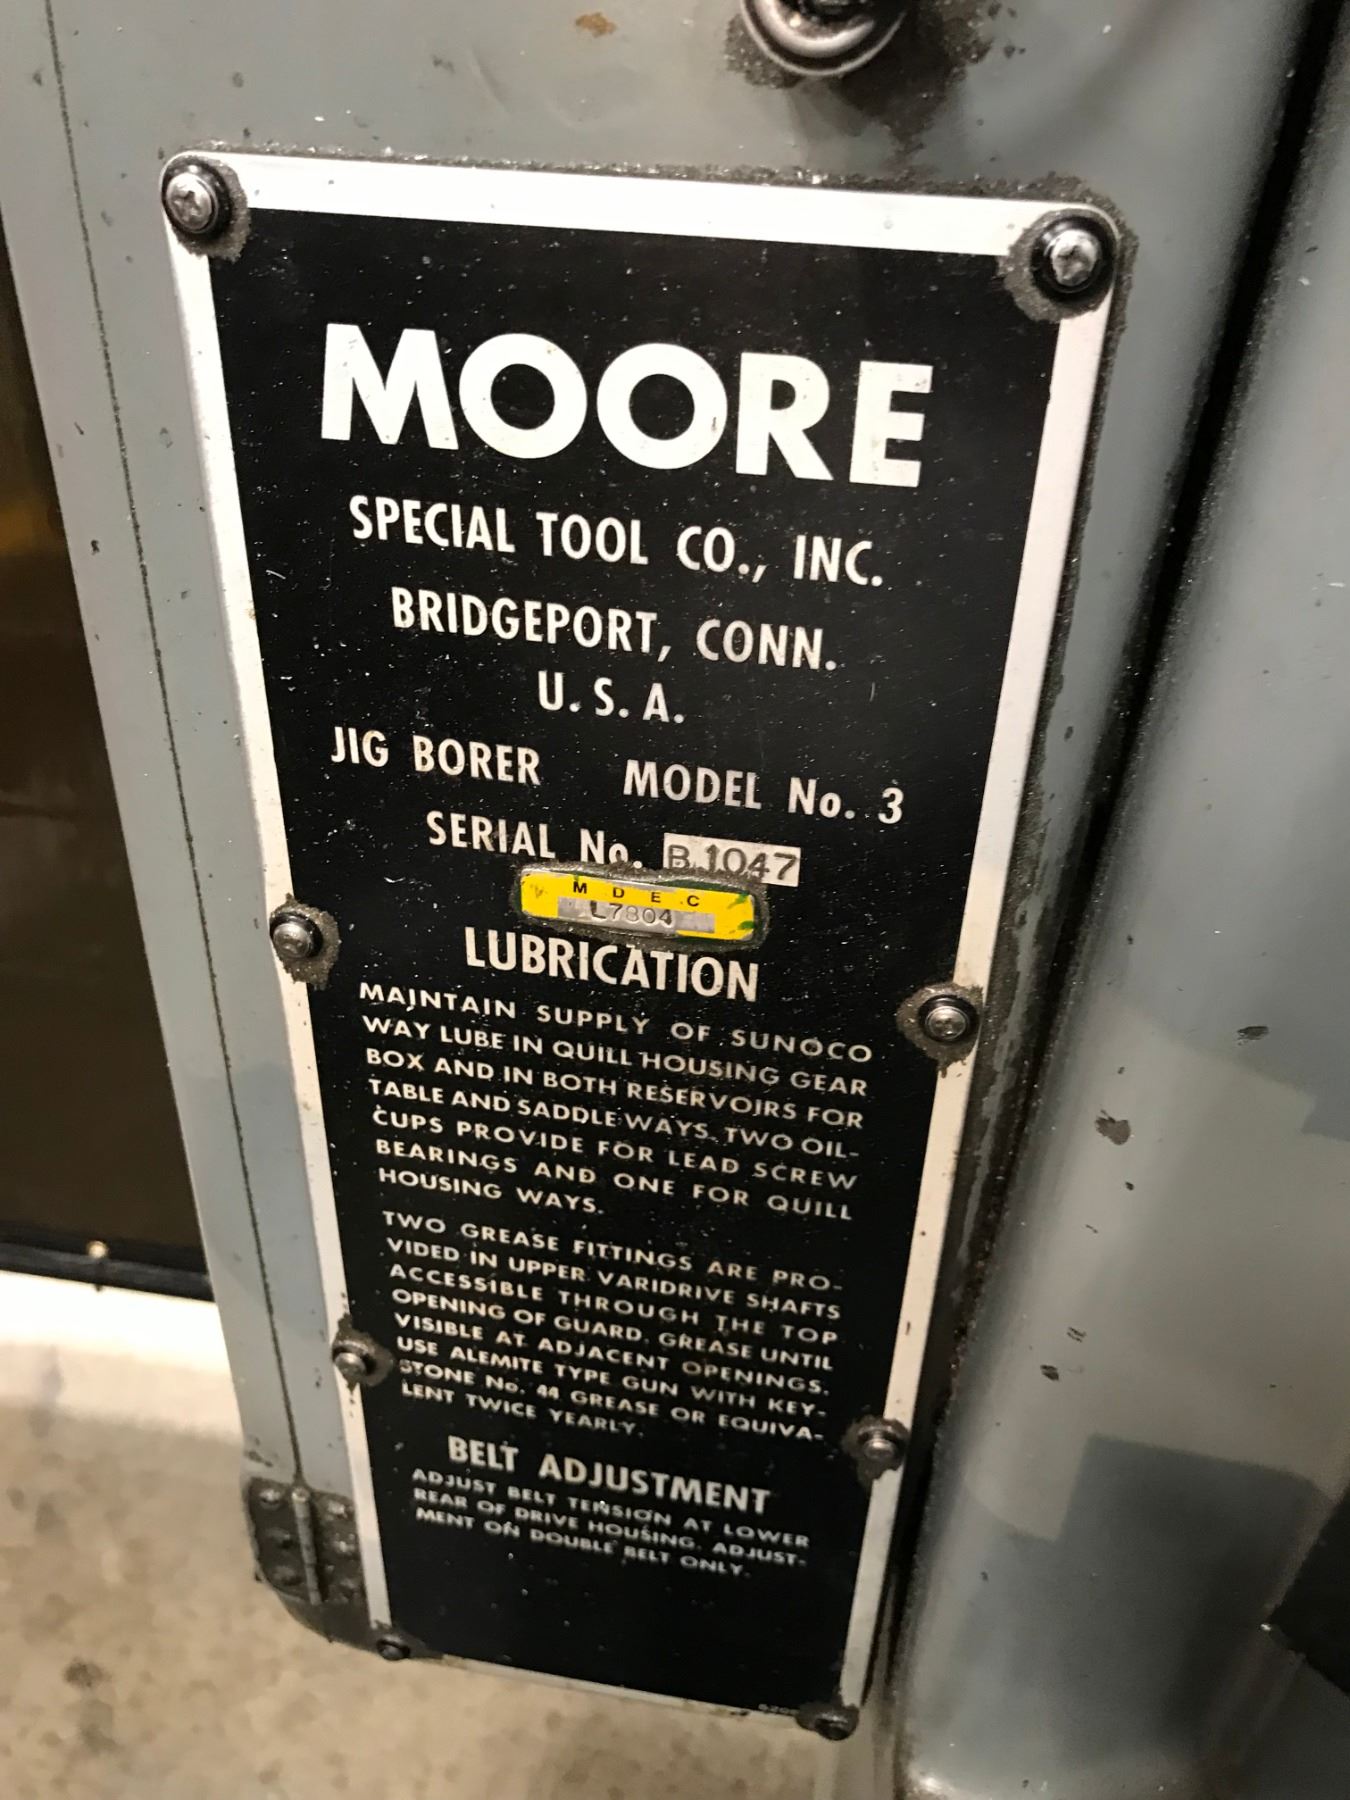 MOORE
SPECIAL TOOL CO., INC.
BRIDGEPORT, CONN.
U. S. A.
JIG BORER MODEL No. 3
SERIAL No. B 1047
M D E C
L7804
LUBRICATION
MAINTAIN SUPPLY OF SUNOCO
WAY LUBE IN QUILL HOUSING GEAR
BOX AND IN BOTH RESERVOIRS FOR
TABLE AND SADDLE WAYS. TWO OIL-
CUPS PROVIDE FOR LEAD SCREW
BEARINGS AND ONE FOR QUILL
HOUSING WAYS.
TWO GREASE FITTINGS ARE PRO-
VIDED IN UPPER VARIDRIVE SHAFTS
ACCESSIBLE THROUGH THE TOP
OPENING OF GUARD. GREASE UNTIL
VISIBLE AT ADJACENT OPENINGS.
USE ALEMITE TYPE GUN WITH KEY-
STONE No. 44 GREASE OR EQUIVA-
LENT TWICE YEARLY.
BELT ADJUSTMENT
ADJUST BELT TENSION AT LOWER
REAR OF DRIVE HOUSING. ADJUST-
MENT ON DOUBLE BELT ONLY.